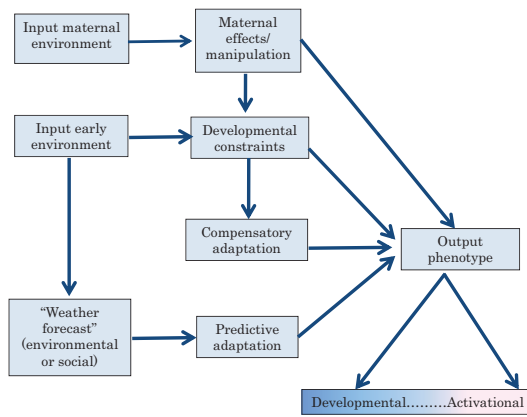 Input maternal
environment
Maternal
effects/
manipulation
Input early
environment
Developmental
constraints
Compensatory
adaptation
Output
phenotype
“Weather
forecast”
(environmental
or social)
Predictive
adaptation
Developmental………Activational